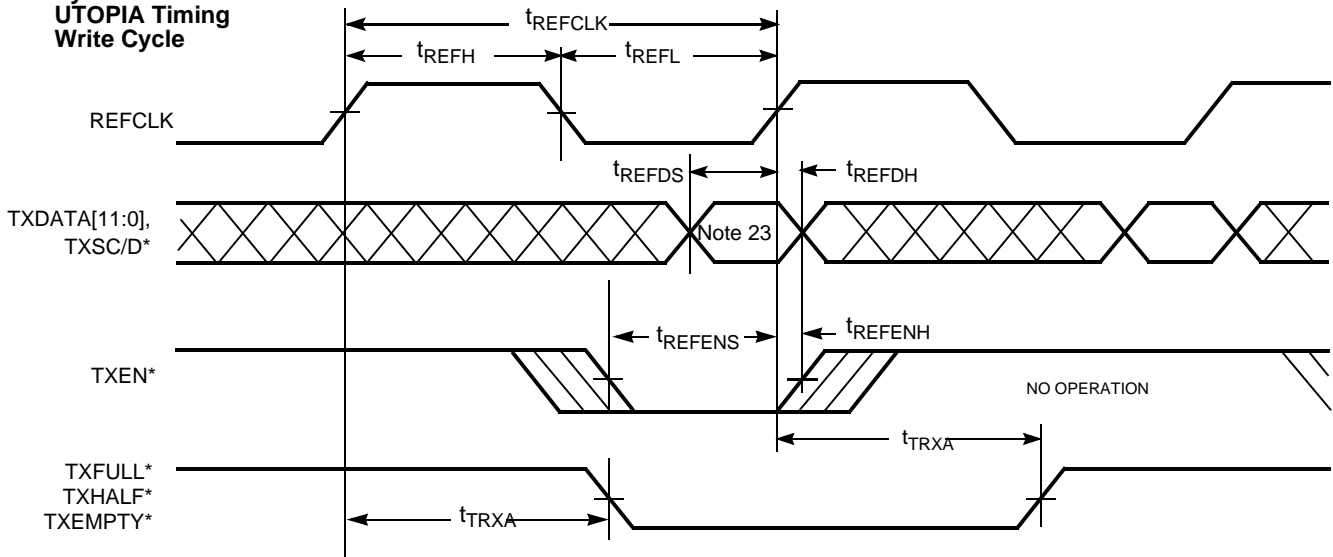 UTOPIA Timing
Write Cycle
tREFCLK
tREFH
tREFL
REFCLK
tREFDS
tREFDH
TXDATA[11:0],
TXSC/D*
Note 23
tREFENS
tREFENH
TXEN*
NO OPERATION
tTRXA
TXFULL*
TXHALF*
TXEMPTY*
tTRXA